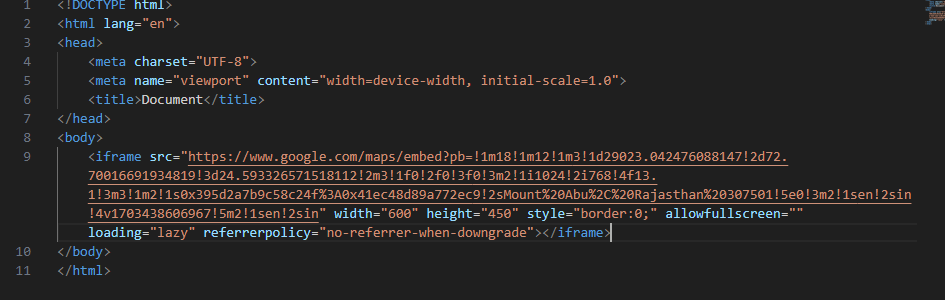 1 <!DOCTYPE html>
2 <html lang="en">
3 <head>
4     <meta charset="UTF-8">
5     <meta name="viewport" content="width=device-width, initial-scale=1.0">
6     <title>Document</title>
7 </head>
8 <body>
9     <iframe src="https://www.google.com/maps/embed?pb=!1m18!1m12!1m3!1d29023.042476088147!2d72.
70016691934819!3d24.593326571518112!2m3!1f0!2f0!3f0!3m2!1i1024!2i768!4f13.
1!3m3!1m2!1s0x395d2a7b9c58c24f%3A0x41ec48d89a772ec9!2sMount%20Abu%2C%20Rajasthan%20307501!5e0!3m2!1sen!2sin
!4v1703438606967!5m2!1sen!2sin" width="600" height="450" style="border:0;" allowfullscreen=""
loading="lazy" referrerpolicy="no-referrer-when-downgrade"></iframe>
10 </body>
11 </html>